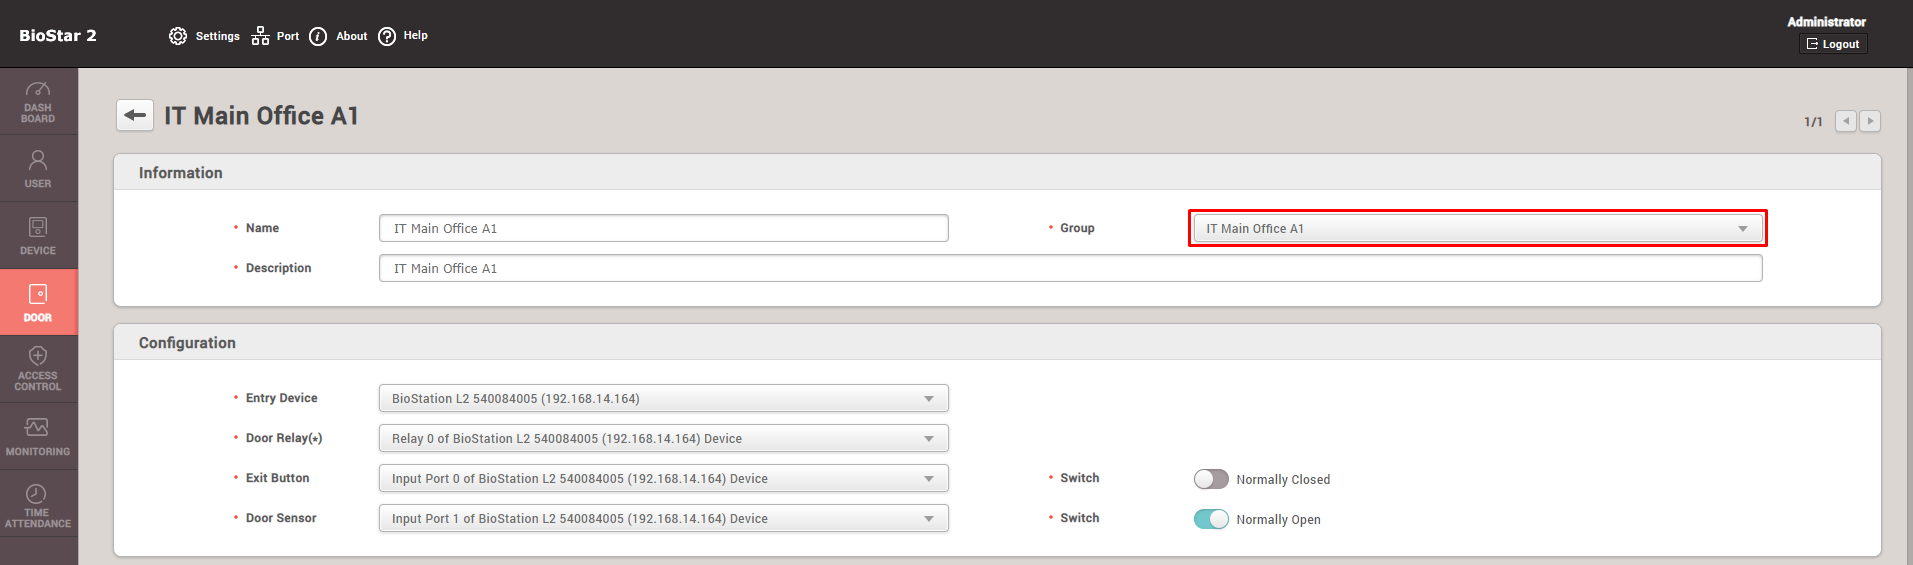 BioStar 2
Settings
Port
About
Help
Administrator
Logout
DASH
BOARD
USER
DEVICE
DOOR
ACCESS
CONTROL
MONITORING
TIME
ATTENDANCE
IT Main Office A1
1/1
Information
• Name
IT Main Office A1
• Group
IT Main Office A1
• Description
IT Main Office A1
Configuration
• Entry Device
BioStation L2 540084005 (192.168.14.164)
• Door Relay(*)
Relay 0 of BioStation L2 540084005 (192.168.14.164) Device
• Exit Button
Input Port 0 of BioStation L2 540084005 (192.168.14.164) Device
• Switch
Normally Closed
• Door Sensor
Input Port 1 of BioStation L2 540084005 (192.168.14.164) Device
• Switch
Normally Open